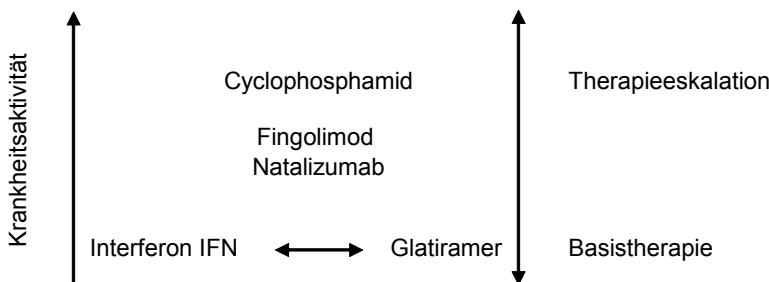 Krankheitsaktivität
Cyclophosphamid
Therapieeskalation
Fingolimod
Natalizumab
Interferon IFN
Glatiramer
Basistherapie